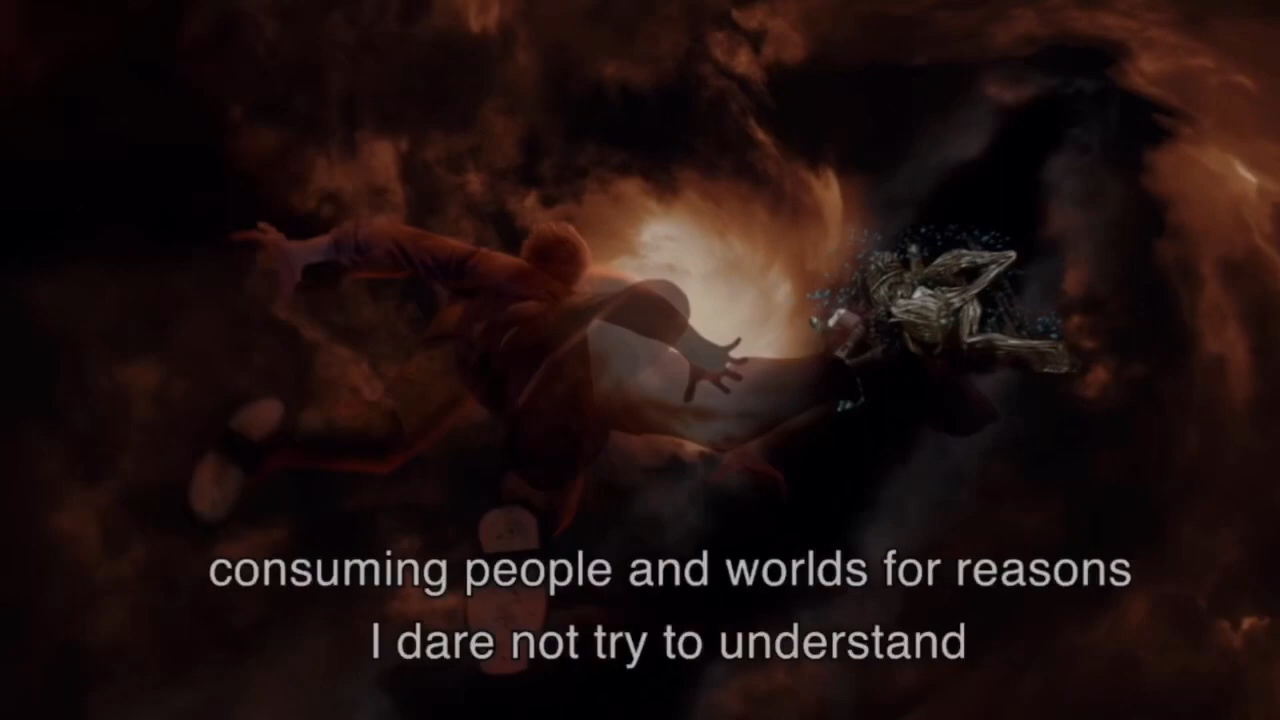 consuming people and worlds for reasons
I dare not try to understand